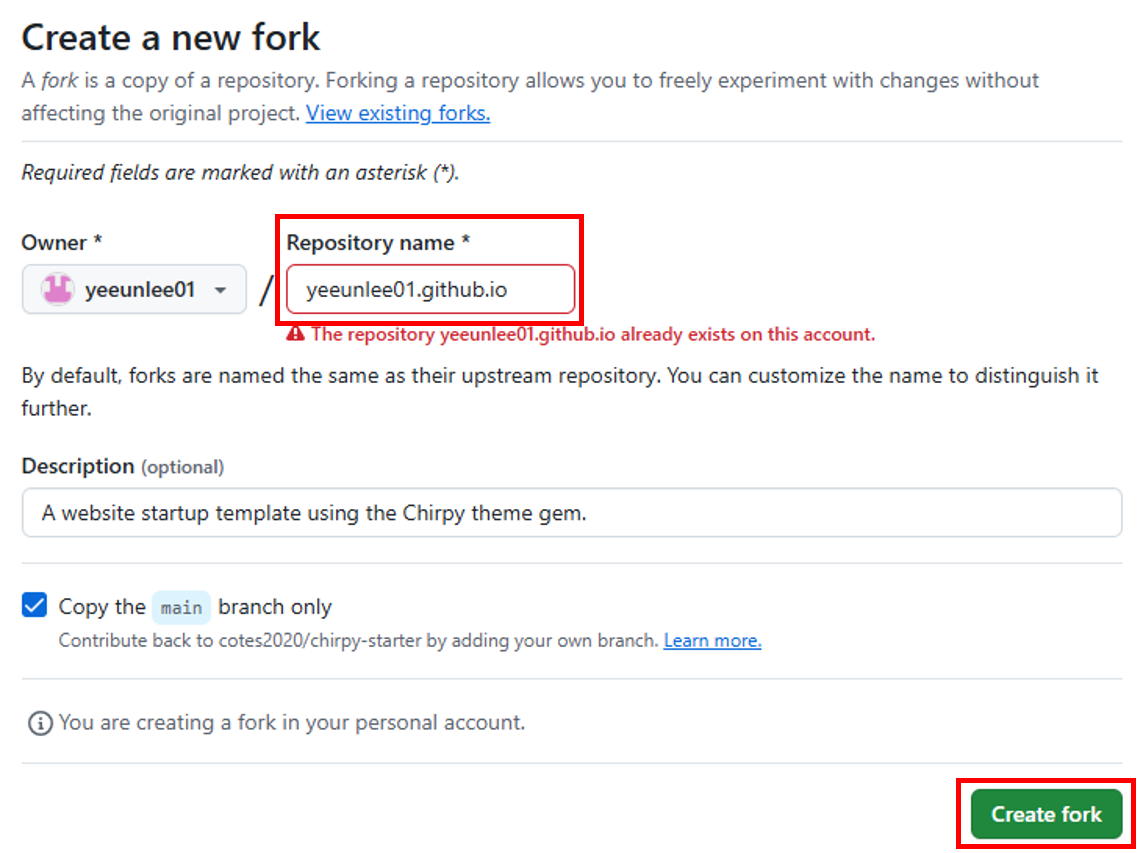 Create a new fork
A fork is a copy of a repository. Forking a repository allows you to freely experiment with changes without
affecting the original project. View existing forks.
Required fields are marked with an asterisk (*).
Owner *
Repository name *
yeeunlee01
/
yeeunlee01.github.io
The repository yeeunlee01.github.io already exists on this account.
By default, forks are named the same as their upstream repository. You can customize the name to distinguish it
further.
Description (optional)
A website startup template using the Chirpy theme gem.
Copy the main branch only
Contribute back to cotes2020/chirpy-starter by adding your own branch. Learn more.
You are creating a fork in your personal account.
Create fork